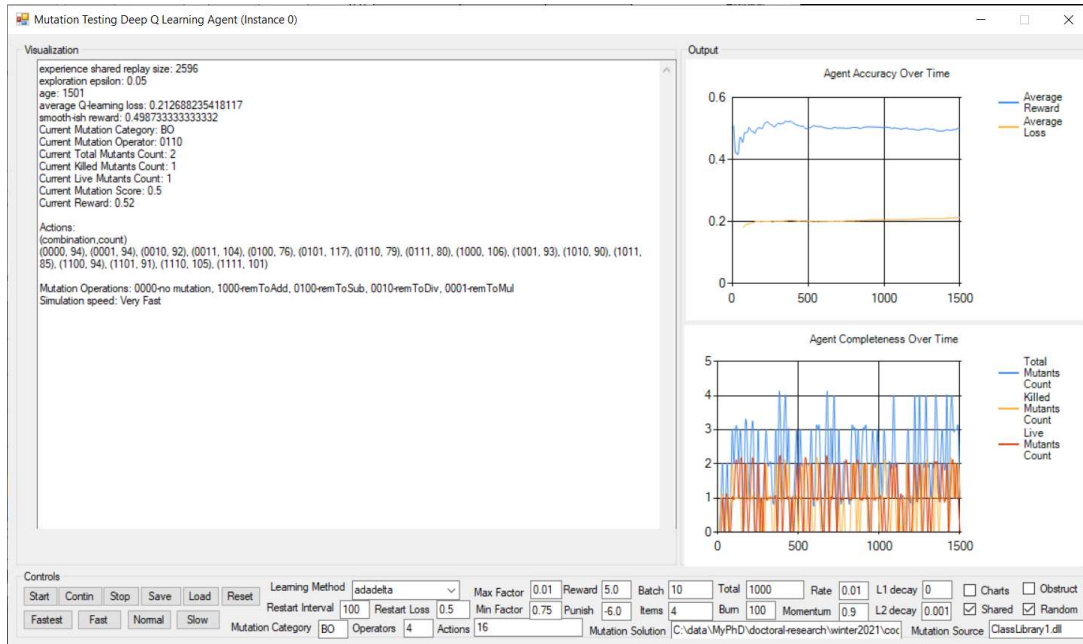 Mutation Testing Deep Q Learning Agent (Instance 0)
Visualization
experience shared replay size: 2596
exploration epsilon: 0.05
age: 1501
average Q-learning loss: 0.212688235418117
smooth-ish reward: 0.498733333333332
Current Mutation Category: BO
Current Mutation Operator: 0110
Current Total Mutants Count: 2
Current Killed Mutants Count: 1
Current Live Mutants Count: 1
Current Mutation Score: 0.5
Current Reward: 0.52
Actions:
(combination,count)
(0000, 94), (0001, 94), (0010, 92), (0011, 104), (0100, 76), (0101, 117), (0110, 79), (0111, 80), (1000, 106), (1001, 93), (1010, 90), (1011,
85), (1100, 94), (1101, 91), (1110, 105), (1111, 101)
Mutation Operations: 0000-no mutation, 1000-remToAdd, 0100-remToSub, 0010-remToDiv, 0001-remToMul
Simulation speed: Very Fast
Output
Agent Accuracy Over Time
0.6
0.4
0.2
0
0 500 1000 1500
Average
Reward
Average
Loss
Agent Completeness Over Time
5
4
3
2
1
0
0 500 1000 1500
Total
Mutants
Count
Killed
Mutants
Count
Live
Mutants
Count
Controls
Start Contin Stop Save Load Reset Learning Method adadelta Max Factor 0.01 Reward 5.0 Batch 10 Total 1000 Rate 0.01 L1 decay 0 Charts Obstruct
Fastest Fast Normal Slow Restart Interval 100 Restart Loss 0.5 Min Factor 0.75 Punish -6.0 Items 4 Burn 100 Momentum 0.9 L2 decay 0.001 Shared Random
Mutation Category BO Operators 4 Actions 16 Mutation Solution C:\data\MyPhD\doctoral-research\winter2021\coc Mutation Source ClassLibrary1.dll